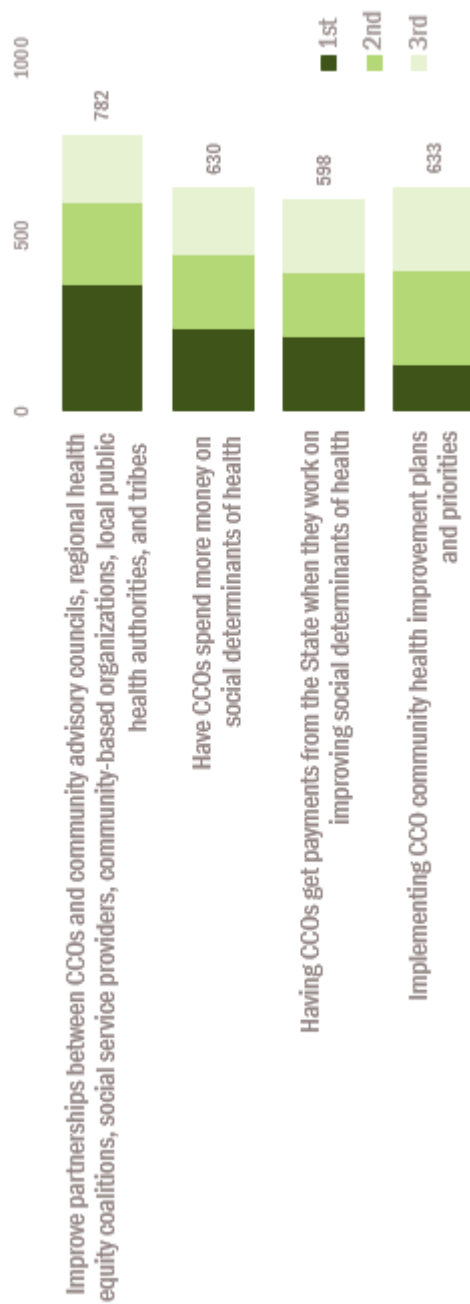 0
500
1000
Improve partnerships between CCOs and community advisory councils, regional health
equity coalitions, social service providers, community-based organizations, local public
health authorities, and tribes
782
Have CCOs spend more money on
social determinants of health
630
Having CCOs get payments from the State when they work on
improving social determinants of health
598
Implementing CCO community health improvement plans
and priorities
633
1st
2nd
3rd